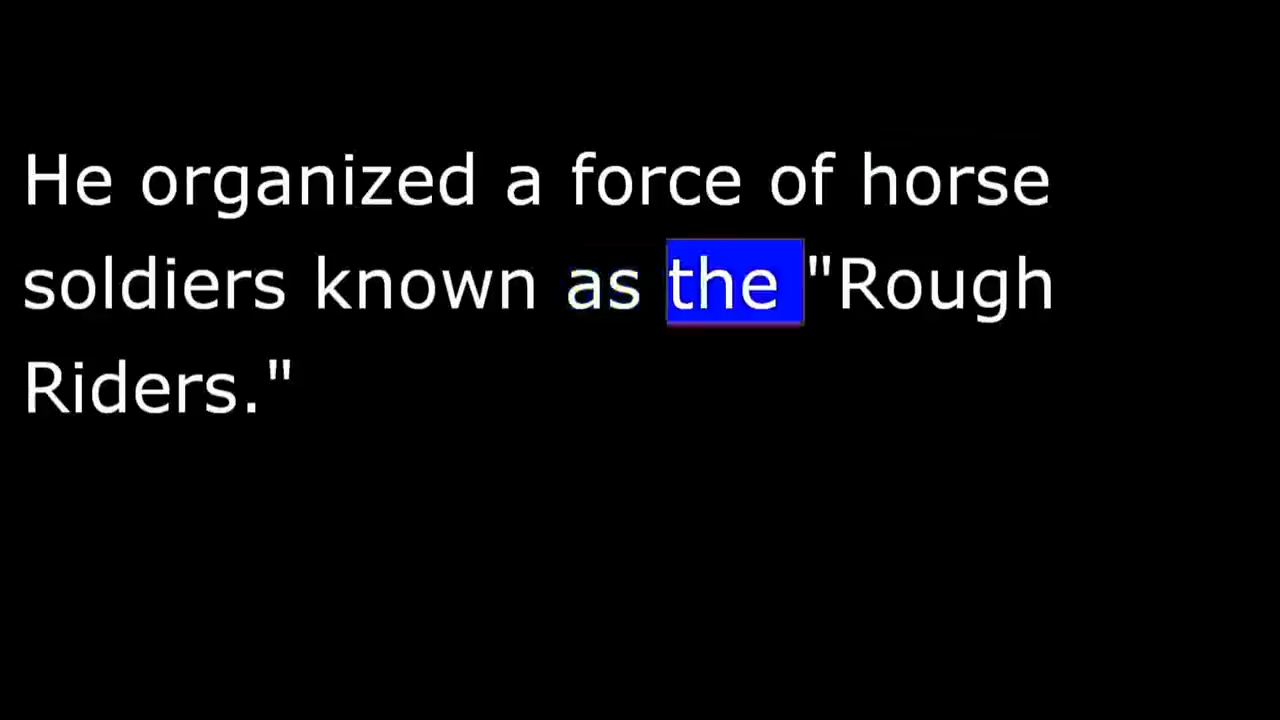 He organized a force of horse
soldiers known as the "Rough
Riders."